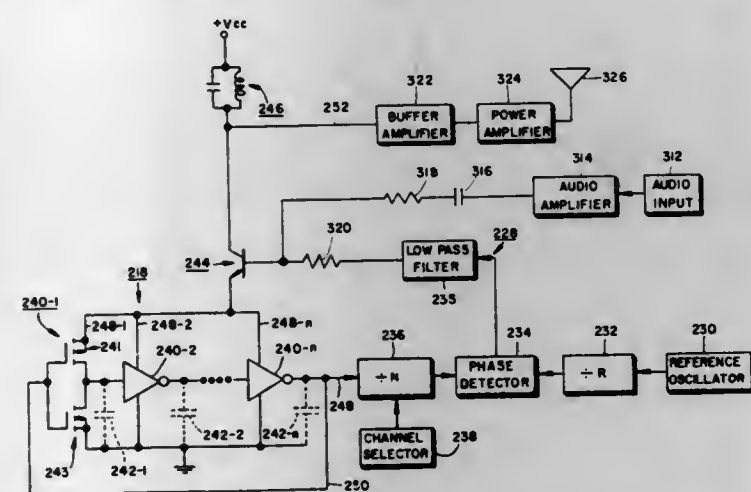 +Vcc
246
252
322
BUFFER
AMPLIFIER
324
POWER
AMPLIFIER
326
318
316
314
AUDIO
AMPLIFIER
312
AUDIO
INPUT
320
LOW PASS
FILTER
235
228
244
218
240-1
248-1
241
248-2
240-2
248-n
240-n
236
÷ N
234
PHASE
DETECTOR
232
÷ R
230
REFERENCE
OSCILLATOR
249
243
242-1
242-2
242-n
CHANNEL
SELECTOR
238
250